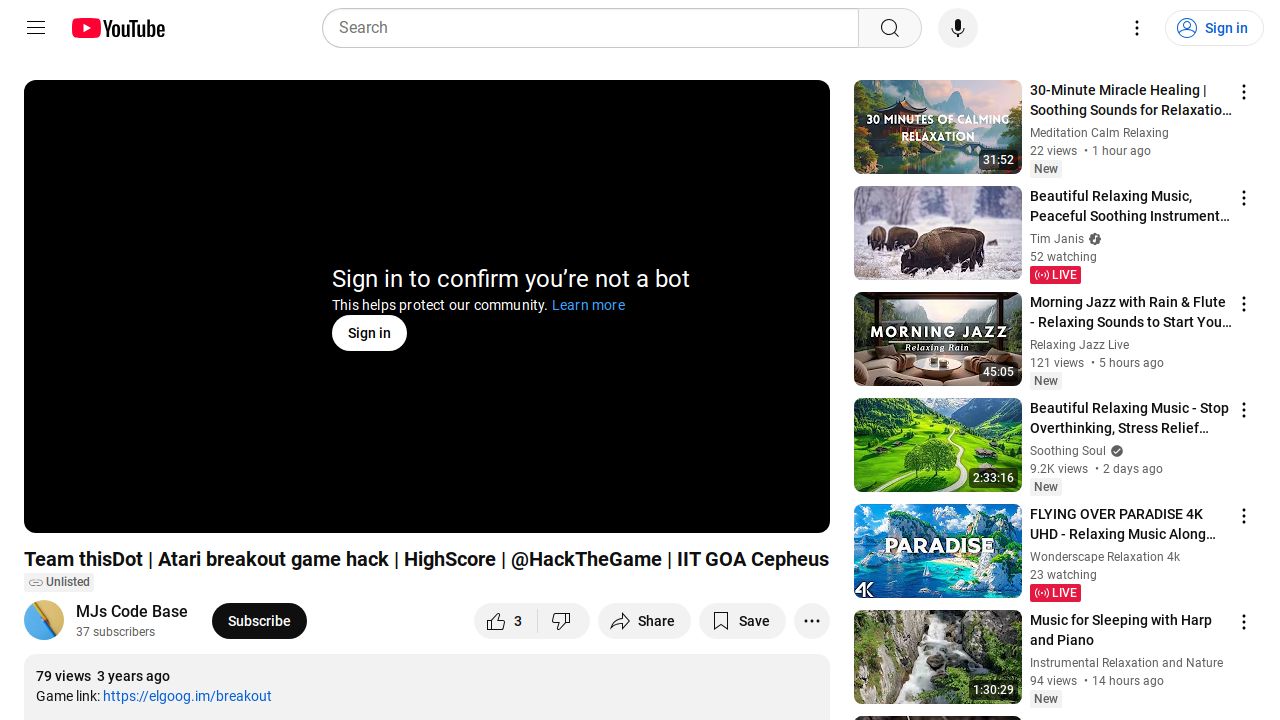 YouTube
Search
Sign in
Sign in to confirm you’re not a bot
This helps protect our community. Learn more
Sign in
Team thisDot | Atari breakout game hack | HighScore | @HackTheGame | IIT GOA Cepheus
Unlisted
MJs Code Base
37 subscribers
Subscribe
3
Share
Save
79 views 3 years ago
Game link: https://elgoog.im/breakout
30 MINUTES OF CALMING
RELAXATION
31:52
30-Minute Miracle Healing |
Soothing Sounds for Relaxatio...
Meditation Calm Relaxing
22 views • 1 hour ago
New
Beautiful Relaxing Music,
Peaceful Soothing Instrument...
Tim Janis
52 watching
LIVE
MORNING JAZZ
Relaxing Rain
45:05
Morning Jazz with Rain & Flute
- Relaxing Sounds to Start You...
Relaxing Jazz Live
121 views • 5 hours ago
New
2:33:16
Beautiful Relaxing Music - Stop
Overthinking, Stress Relief...
Soothing Soul
9.2K views • 2 days ago
New
PARADISE
4K
FLYING OVER PARADISE 4K
UHD - Relaxing Music Along...
Wonderscape Relaxation 4k
23 watching
LIVE
1:30:29
Music for Sleeping with Harp
and Piano
Instrumental Relaxation and Nature
94 views • 14 hours ago
New